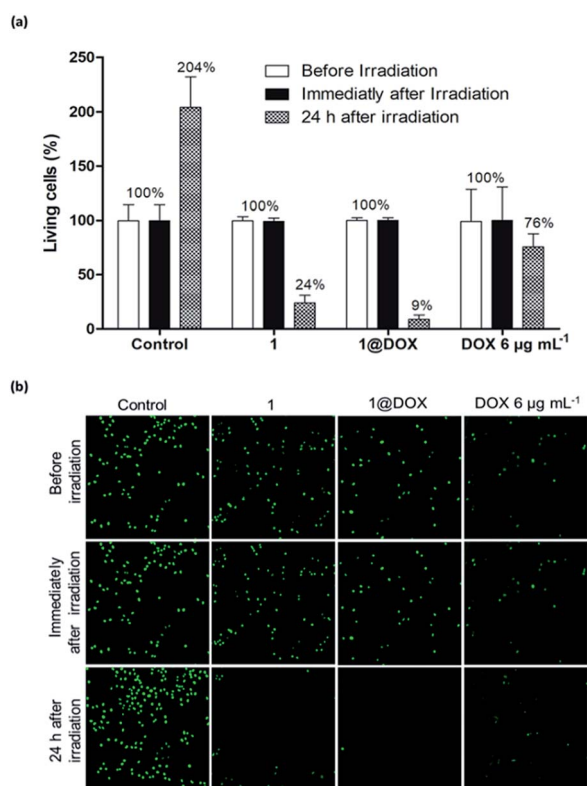 (a)
250
200
150
100
50
0
Living cells (%)
Before Irradiation
Immediatly after Irradiation
24 h after irradiation
100%
204%
100%
24%
100%
9%
100%
76%
Control
1
1@DOX
DOX 6 µg mL⁻¹
(b)
Control
1
1@DOX
DOX 6 µg mL⁻¹
Before
irradiation
Immediately
after irradiation
24 h after
irradiation